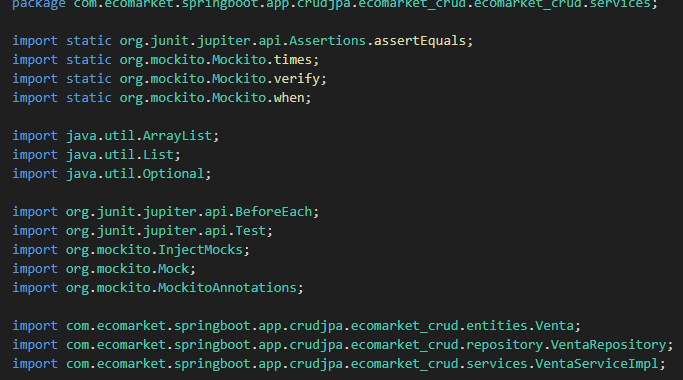 package com.ecomarket.springboot.app.crudjpa.ecomarket_crud.ecomarket_crud.services;
import static org.junit.jupiter.api.Assertions.assertEquals;
import static org.mockito.Mockito.times;
import static org.mockito.Mockito.verify;
import static org.mockito.Mockito.when;
import java.util.ArrayList;
import java.util.List;
import java.util.Optional;
import org.junit.jupiter.api.BeforeEach;
import org.junit.jupiter.api.Test;
import org.mockito.InjectMocks;
import org.mockito.Mock;
import org.mockito.MockitoAnnotations;
import com.ecomarket.springboot.app.crudjpa.ecomarket_crud.entities.Venta;
import com.ecomarket.springboot.app.crudjpa.ecomarket_crud.repository.VentaRepository;
import com.ecomarket.springboot.app.crudjpa.ecomarket_crud.services.VentaServiceImpl;